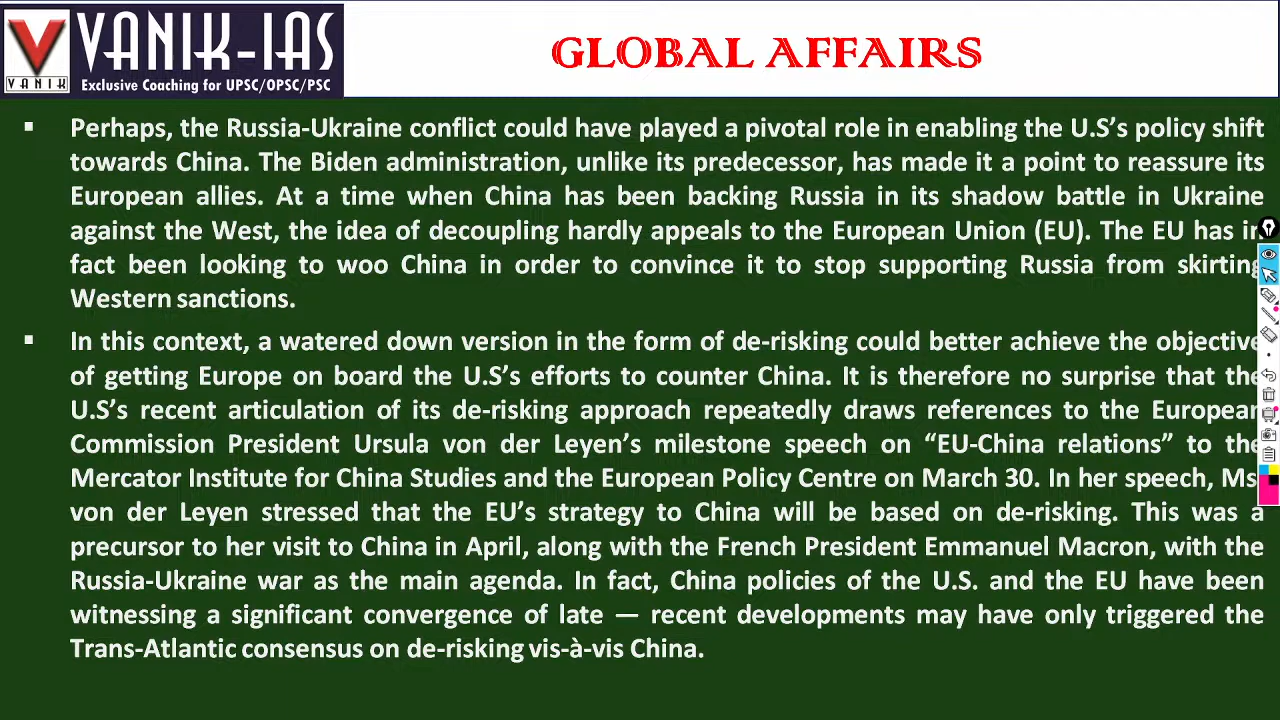 VANIK-IAS
VANIK
Exclusive Coaching for UPSC/OPSC/PSC
GLOBAL AFFAIRS
▪ Perhaps, the Russia-Ukraine conflict could have played a pivotal role in enabling the U.S’s policy shift
towards China. The Biden administration, unlike its predecessor, has made it a point to reassure its
European allies. At a time when China has been backing Russia in its shadow battle in Ukraine
against the West, the idea of decoupling hardly appeals to the European Union (EU). The EU has in
fact been looking to woo China in order to convince it to stop supporting Russia from skirting
Western sanctions.
▪ In this context, a watered down version in the form of de-risking could better achieve the objective
of getting Europe on board the U.S’s efforts to counter China. It is therefore no surprise that the
U.S’s recent articulation of its de-risking approach repeatedly draws references to the European
Commission President Ursula von der Leyen’s milestone speech on “EU-China relations” to the
Mercator Institute for China Studies and the European Policy Centre on March 30. In her speech, Ms
von der Leyen stressed that the EU’s strategy to China will be based on de-risking. This was a
precursor to her visit to China in April, along with the French President Emmanuel Macron, with the
Russia-Ukraine war as the main agenda. In fact, China policies of the U.S. and the EU have been
witnessing a significant convergence of late — recent developments may have only triggered the
Trans-Atlantic consensus on de-risking vis-à-vis China.